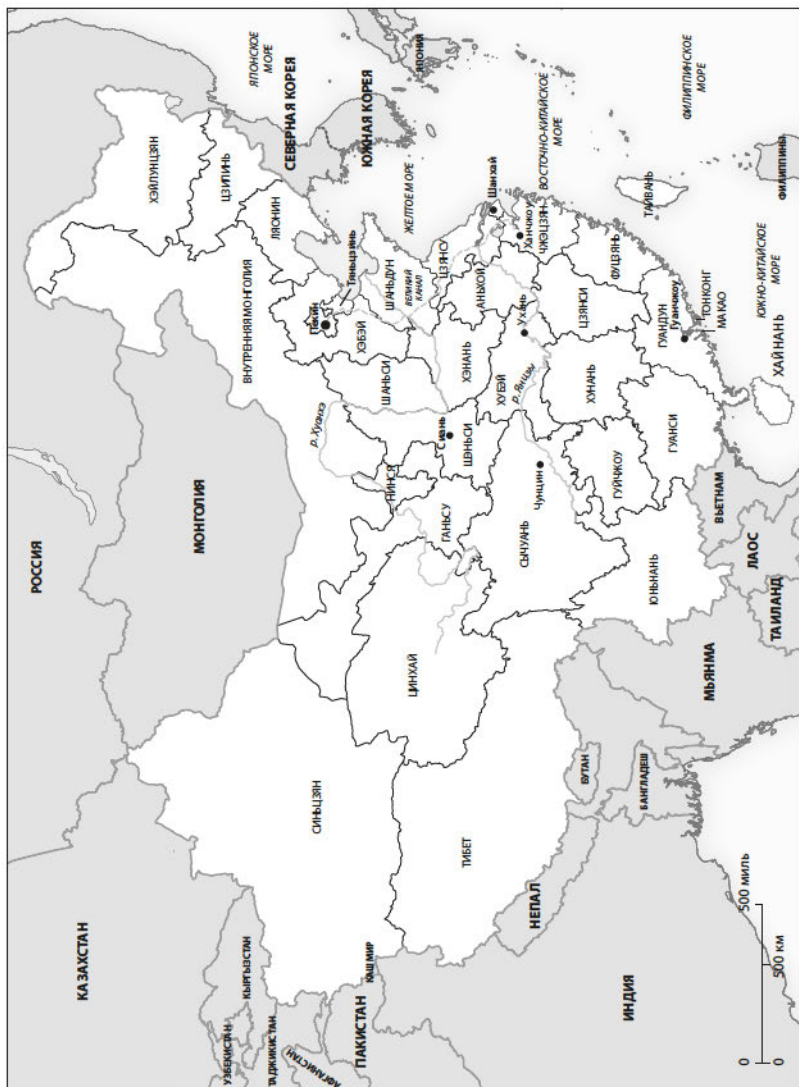 РОССИЯ
КАЗАХСТАН
МОНГОЛИЯ
УЗБЕКИСТАН
КЫРГЫЗСТАН
ТАДЖИКИСТАН
АФГАНИСТАН
ПАКИСТАН
КАШМИР
СИНЬЦЗЯН
ТИБЕТ
ЦИНХАЙ
ГАНЬСУ
НИНСЯ
ВНУТРЕННЯЯ МОНГОЛИЯ
ХЭЙЛУНЦЗЯН
ЦЗИЛИНЬ
ЛЯОНИН
ЯПОНСКОЕ
МОРЕ
СЕВЕРНАЯ КОРЕЯ
ЮЖНАЯ КОРЕЯ
ЯПОНИЯ
Пекин
Тяньцзинь
ХЭБЭЙ
ШАНЬДУН
ШАНЬСИ
р. Хуанхэ
ЖЕЛТОЕ МОРЕ
ВЕЛИКИЙ
КАНАЛ
ЦЗЯНСУ
Сиань
ШЭНЬСИ
ХЭНАНЬ
АНЬХОЙ
Шанхай
ХУБЭЙ
Ухань
Ханчжоу
ЧЖЭЦЗЯН
ВОСТОЧНО-КИТАЙСКОЕ
МОРЕ
р. Янцзы
СЫЧУАНЬ
Чунцин
ХУНАНЬ
ЦЗЯНСИ
ФУЦЗЯНЬ
ТАЙВАНЬ
ФИЛИППИНСКОЕ
МОРЕ
ГУЙЧЖОУ
ЮНЬНАНЬ
ГУАНСИ
ГУАНДУН
Гуанчжоу
ГОНКОНГ
МАКАО
ХАЙНАНЬ
ЮЖНО-КИТАЙСКОЕ
МОРЕ
ФИЛИППИНЫ
НЕПАЛ
БУТАН
БАНГЛАДЕШ
ИНДИЯ
МЬЯНМА
ВЬЕТНАМ
ЛАОС
ТАИЛАНД
0 500 миль
0 500 км